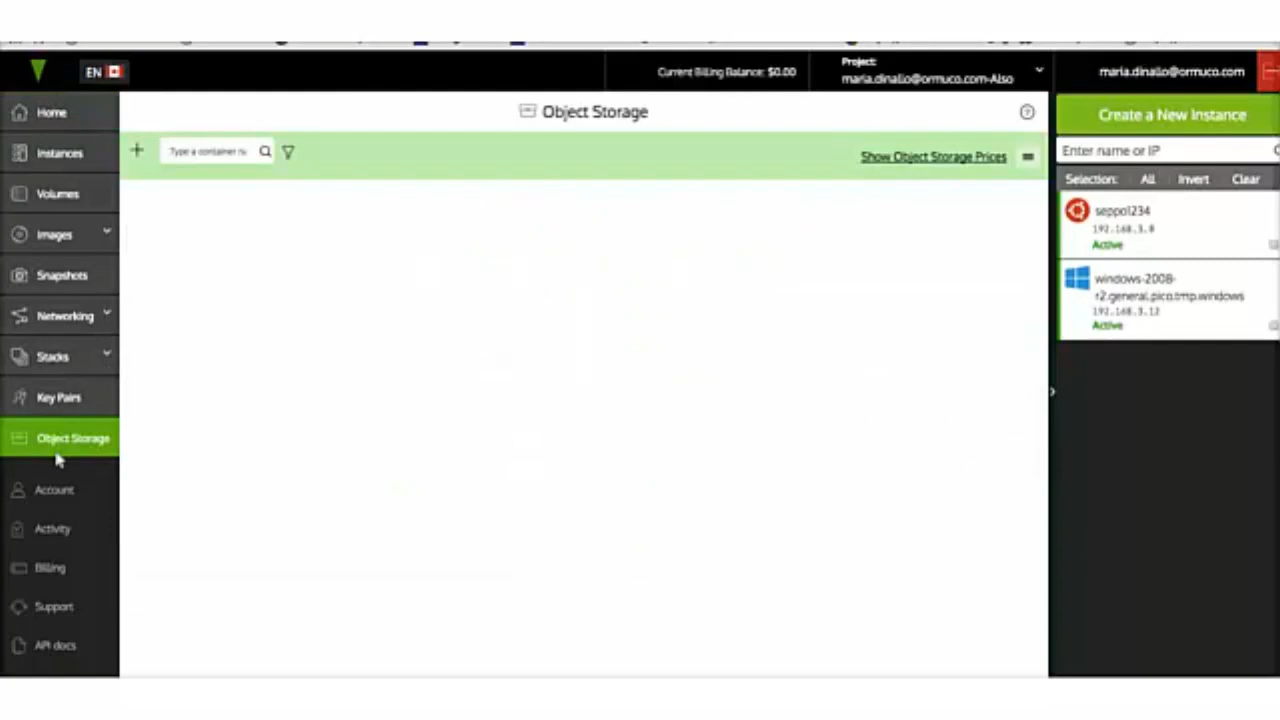 EN
Current Billing Balance: $0.00
Project:
maria.dinallo@ormuco.com-Also
maria.dinallo@ormuco.com
Home
Instances
Volumes
Images
Snapshots
Networking
Stacks
Key Pairs
Object Storage
Account
Activity
Billing
Support
API docs
Object Storage
Type a container
Show Object Storage Prices
Create a New Instance
Enter name or IP
Selection: All Invert Clear
seppo1234
192.168.3.8
Active
windows-2008-
r2.general.pico.tmp.windows
192.168.3.12
Active